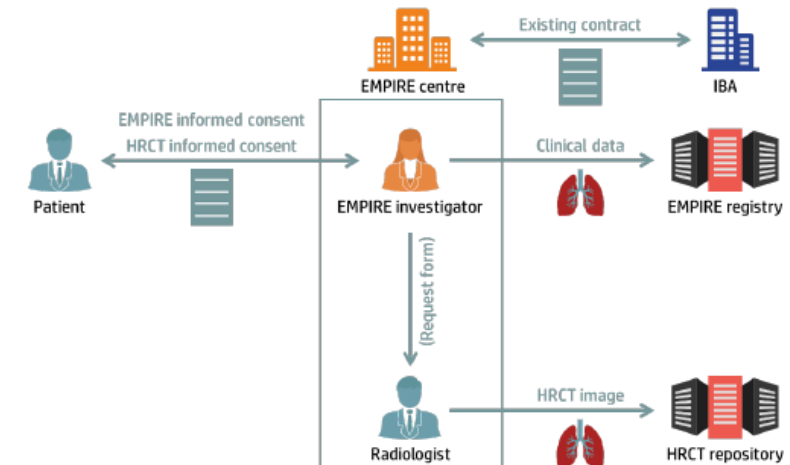 Existing contract
EMPIRE centre
IBA
EMPIRE informed consent
HRCT informed consent
Clinical data
Patient
EMPIRE investigator
EMPIRE registry
(Request form)
HRCT image
Radiologist
HRCT repository